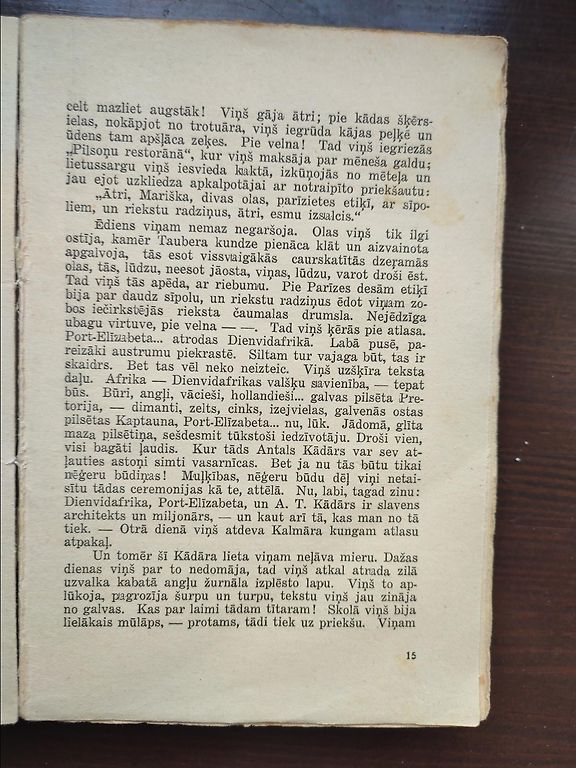 celt mazliet augstāk! Viņš gāja ātri; pie kādas šķērs-
ielas, nokāpjot no trotuāra, viņš iegrūda kājas peļķē un
ūdens tam apšļāca zeķes. Pie velna! Tad viņš iegriezās
„Pilsoņu restorānā“, kur viņš maksāja par mēneša galdu;
lietussargu viņš iesvieda kaktā, izkūņojās no mēteļa un
jau ejot uzkliedza apkalpotājai ar notraipīto priekšautu:
„Ātri, Mariška, divas olas, parīzietes etiķī, ar sīpo-
liem, un riekstu radziņus, ātri, esmu izsalcis.“
Ēdiens viņam nemaz negaršoja. Olas viņš tik ilgi
ostīja, kamēr Taubera kundze pienāca klāt un aizvainota
apgalvoja, tās esot vissvaigākās caurskatītās dzeŗamās
olas, tās, lūdzu, neesot jāosta, viņas, lūdzu, varot droši ēst.
Tad viņš tās apēda, ar riebumu. Pie Parīzes desām etiķī
bija par daudz sīpolu, un riekstu radziņus ēdot viņam zo-
bos iečirkstējās rieksta čaumalas drumsla. Nejēdzīga
ubagu virtuve, pie velna — —. Tad viņš ķērās pie atlasa.
Port-Elīzabeta... atrodas Dienvidafrikā. Labā pusē, pa-
reizāki austrumu piekrastē. Siltam tur vajaga būt, tas ir
skaidrs. Bet tas vēl neko neizteic. Viņš uzšķīra teksta
daļu. Afrika — Dienvidafrikas valšķu savienība, — tepat
būs. Būri, angļi, vācieši, hollandieši... galvas pilsēta Pre-
torija, — dimanti, zelts, cinks, izejvielas, galvenās ostas
pilsētas Kaptauna, Port-Elīzabeta... nu, lūk. Jādomā, glīta
maza pilsētiņa, sešdesmit tūkstoši iedzīvotāju. Droši vien,
visi bagāti ļaudis. Kur tāds Antals Kādārs var sev at-
ļauties astoņi simti vasarnīcas. Bet ja nu tās būtu tikai
nēģeru būdiņas! Muļķības, nēģeru būdu dēļ viņi netai-
sītu tādas ceremonijas kā te, attēlā. Nu, labi, tagad zinu:
Dienvidafrika, Port-Elīzabeta, un A. T. Kādārs ir slavens
architekts un miljonārs, — un kaut arī tā, kas man no tā
tiek. — Otrā dienā viņš atdeva Kalmāra kungam atlasu
atpakaļ.
Un tomēr šī Kādāra lieta viņam neļāva mieru. Dažas
dienas viņš par to nedomāja, tad viņš atkal atrada zilā
uzvalka kabatā angļu žurnāla izplēsto lapu. Viņš to ap-
lūkoja, pagrozīja šurpu un turpu, tekstu viņš jau zināja
no galvas. Kas par laimi tādam tītaram! Skolā viņš bija
lielākais mūlāps, — protams, tādi tiek uz priekšu. Viņam
15